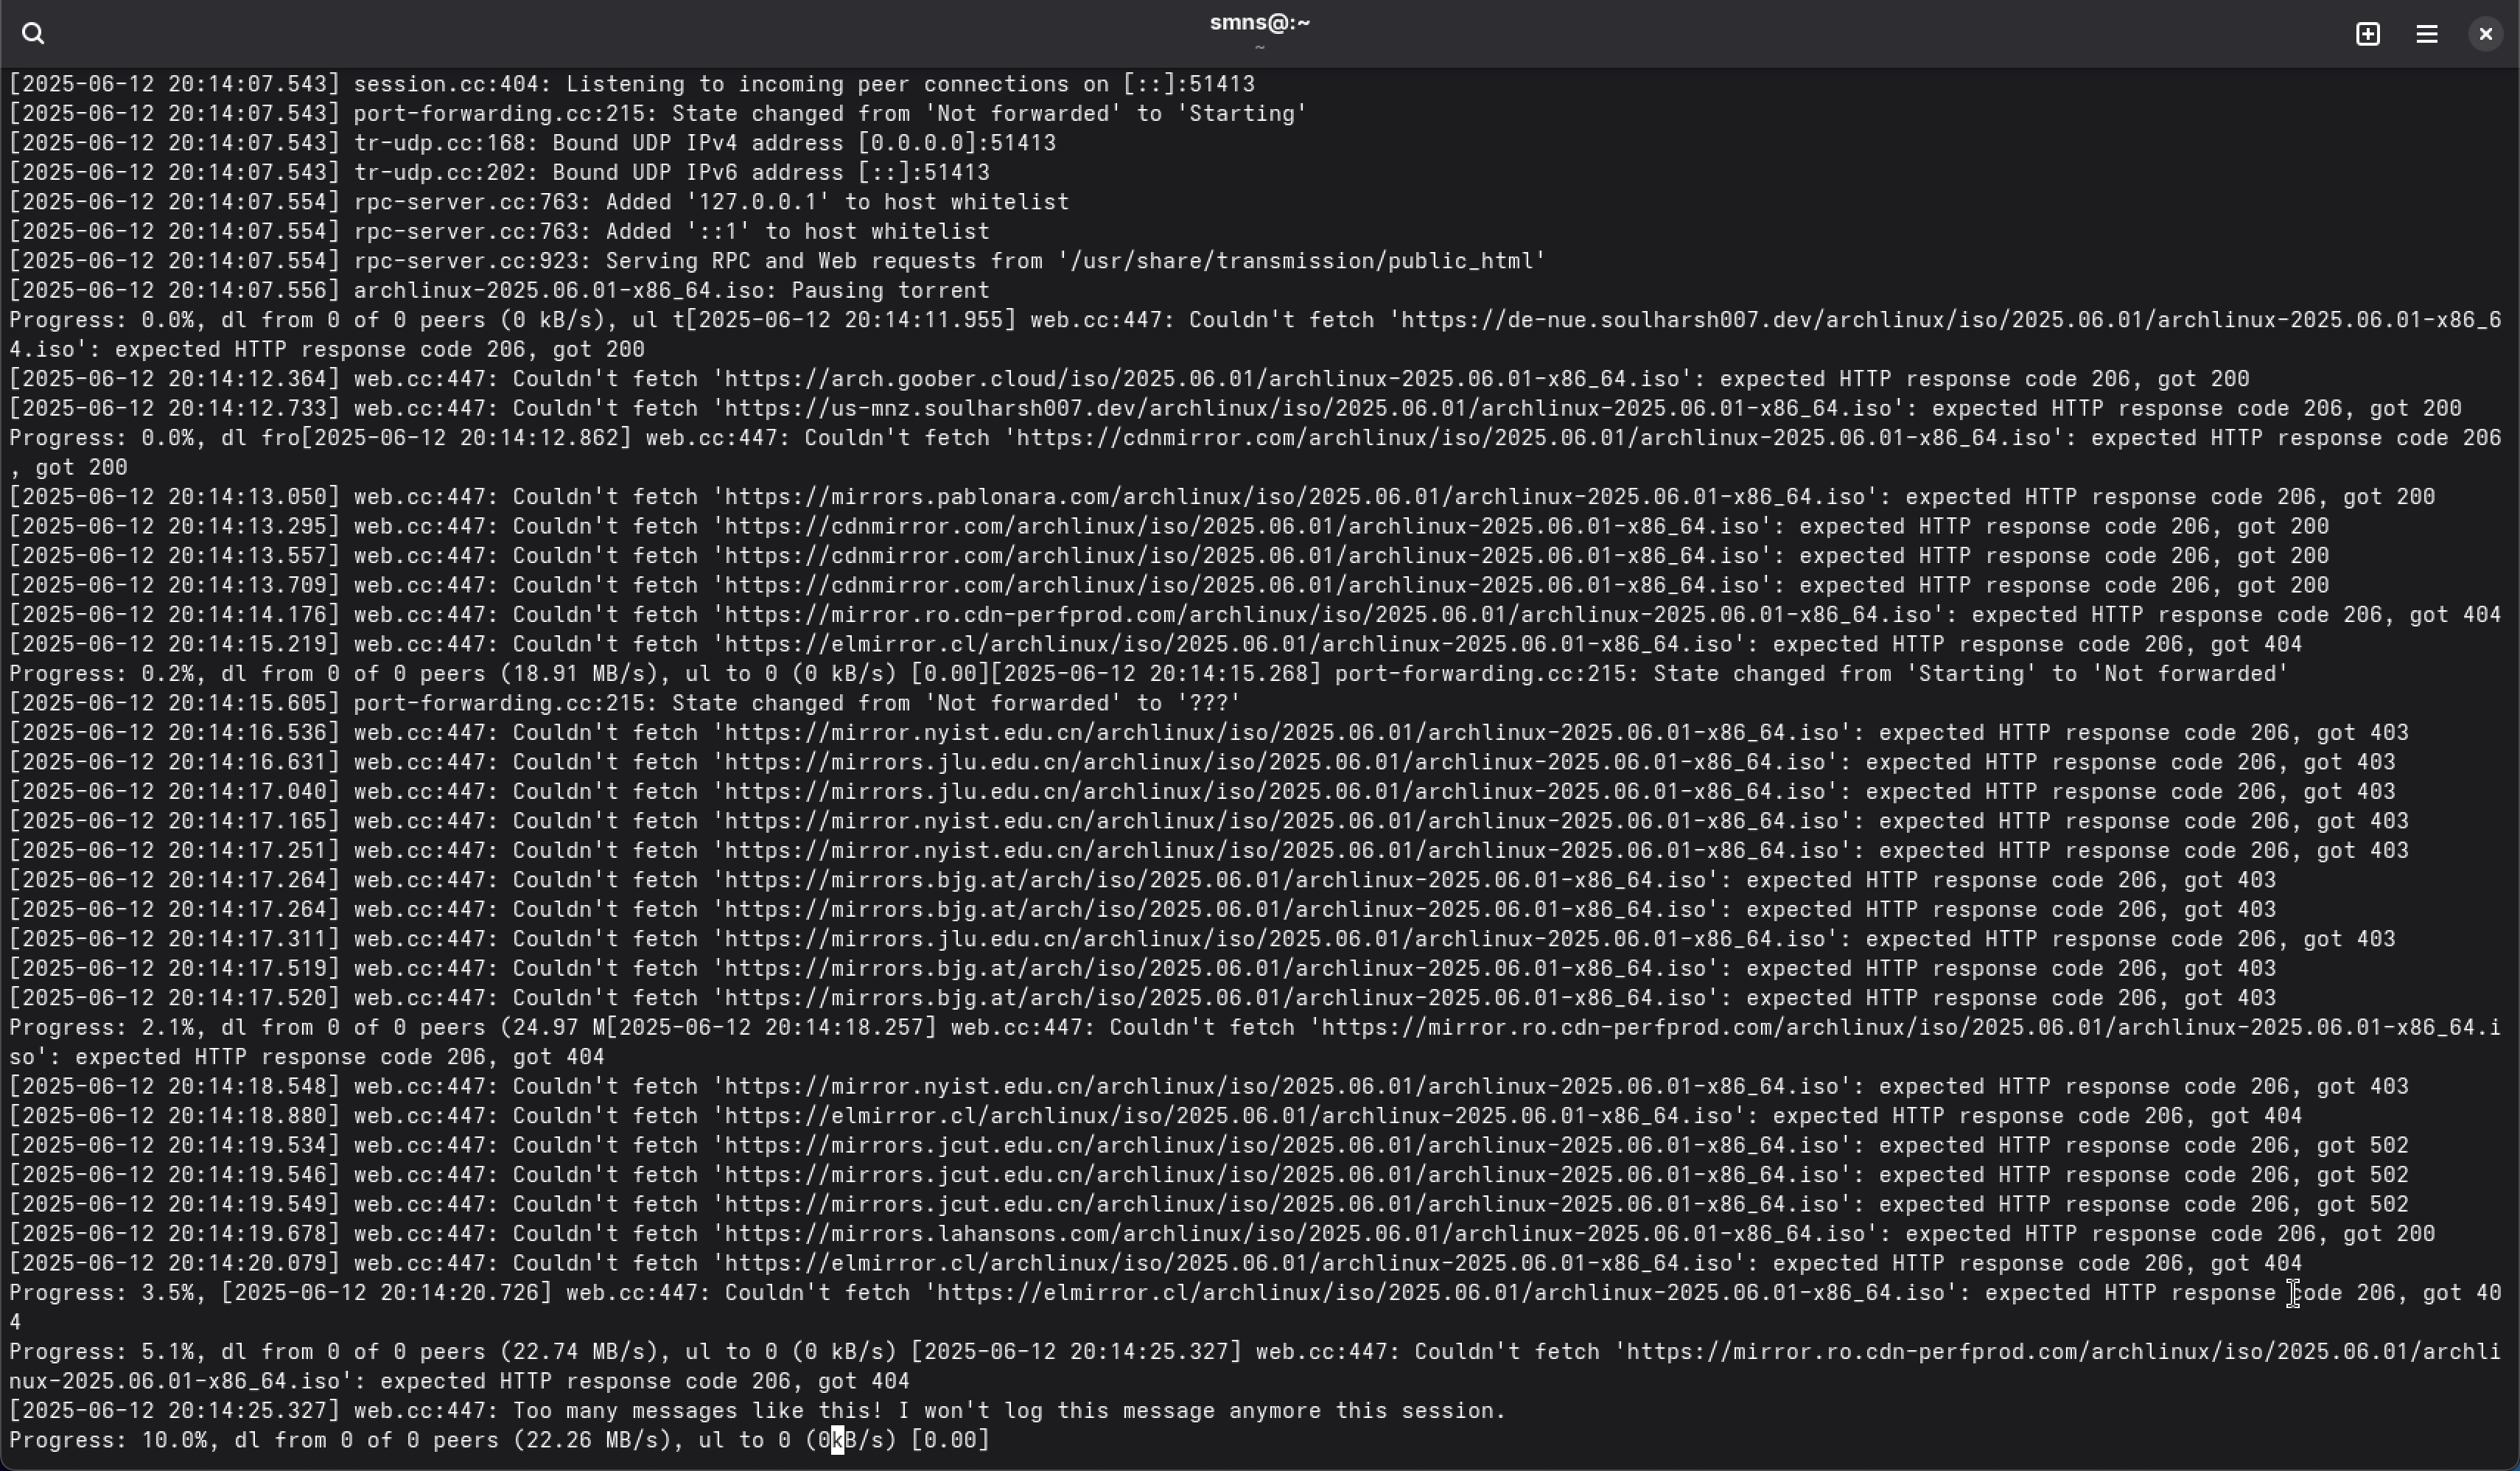 smns@:~
~
[2025-06-12 20:14:07.543] session.cc:404: Listening to incoming peer connections on [::]:51413
[2025-06-12 20:14:07.543] port-forwarding.cc:215: State changed from 'Not forwarded' to 'Starting'
[2025-06-12 20:14:07.543] tr-udp.cc:168: Bound UDP IPv4 address [0.0.0.0]:51413
[2025-06-12 20:14:07.543] tr-udp.cc:202: Bound UDP IPv6 address [::]:51413
[2025-06-12 20:14:07.554] rpc-server.cc:763: Added '127.0.0.1' to host whitelist
[2025-06-12 20:14:07.554] rpc-server.cc:763: Added '::1' to host whitelist
[2025-06-12 20:14:07.554] rpc-server.cc:923: Serving RPC and Web requests from '/usr/share/transmission/public_html'
[2025-06-12 20:14:07.556] archlinux-2025.06.01-x86_64.iso: Pausing torrent
Progress: 0.0%, dl from 0 of 0 peers (0 kB/s), ul t[2025-06-12 20:14:11.955] web.cc:447: Couldn't fetch 'https://de-nue.soulharsh007.dev/archlinux/iso/2025.06.01/archlinux-2025.06.01-x86_6
4.iso': expected HTTP response code 206, got 200
[2025-06-12 20:14:12.364] web.cc:447: Couldn't fetch 'https://arch.goober.cloud/iso/2025.06.01/archlinux-2025.06.01-x86_64.iso': expected HTTP response code 206, got 200
[2025-06-12 20:14:12.733] web.cc:447: Couldn't fetch 'https://us-mnz.soulharsh007.dev/archlinux/iso/2025.06.01/archlinux-2025.06.01-x86_64.iso': expected HTTP response code 206, got 200
Progress: 0.0%, dl fro[2025-06-12 20:14:12.862] web.cc:447: Couldn't fetch 'https://cdnmirror.com/archlinux/iso/2025.06.01/archlinux-2025.06.01-x86_64.iso': expected HTTP response code 206
, got 200
[2025-06-12 20:14:13.050] web.cc:447: Couldn't fetch 'https://mirrors.pablonara.com/archlinux/iso/2025.06.01/archlinux-2025.06.01-x86_64.iso': expected HTTP response code 206, got 200
[2025-06-12 20:14:13.295] web.cc:447: Couldn't fetch 'https://cdnmirror.com/archlinux/iso/2025.06.01/archlinux-2025.06.01-x86_64.iso': expected HTTP response code 206, got 200
[2025-06-12 20:14:13.557] web.cc:447: Couldn't fetch 'https://cdnmirror.com/archlinux/iso/2025.06.01/archlinux-2025.06.01-x86_64.iso': expected HTTP response code 206, got 200
[2025-06-12 20:14:13.709] web.cc:447: Couldn't fetch 'https://cdnmirror.com/archlinux/iso/2025.06.01/archlinux-2025.06.01-x86_64.iso': expected HTTP response code 206, got 200
[2025-06-12 20:14:14.176] web.cc:447: Couldn't fetch 'https://mirror.ro.cdn-perfprod.com/archlinux/iso/2025.06.01/archlinux-2025.06.01-x86_64.iso': expected HTTP response code 206, got 404
[2025-06-12 20:14:15.219] web.cc:447: Couldn't fetch 'https://elmirror.cl/archlinux/iso/2025.06.01/archlinux-2025.06.01-x86_64.iso': expected HTTP response code 206, got 404
Progress: 0.2%, dl from 0 of 0 peers (18.91 MB/s), ul to 0 (0 kB/s) [0.00][2025-06-12 20:14:15.268] port-forwarding.cc:215: State changed from 'Starting' to 'Not forwarded'
[2025-06-12 20:14:15.605] port-forwarding.cc:215: State changed from 'Not forwarded' to '???'
[2025-06-12 20:14:16.536] web.cc:447: Couldn't fetch 'https://mirror.nyist.edu.cn/archlinux/iso/2025.06.01/archlinux-2025.06.01-x86_64.iso': expected HTTP response code 206, got 403
[2025-06-12 20:14:16.631] web.cc:447: Couldn't fetch 'https://mirrors.jlu.edu.cn/archlinux/iso/2025.06.01/archlinux-2025.06.01-x86_64.iso': expected HTTP response code 206, got 403
[2025-06-12 20:14:17.040] web.cc:447: Couldn't fetch 'https://mirrors.jlu.edu.cn/archlinux/iso/2025.06.01/archlinux-2025.06.01-x86_64.iso': expected HTTP response code 206, got 403
[2025-06-12 20:14:17.165] web.cc:447: Couldn't fetch 'https://mirror.nyist.edu.cn/archlinux/iso/2025.06.01/archlinux-2025.06.01-x86_64.iso': expected HTTP response code 206, got 403
[2025-06-12 20:14:17.251] web.cc:447: Couldn't fetch 'https://mirror.nyist.edu.cn/archlinux/iso/2025.06.01/archlinux-2025.06.01-x86_64.iso': expected HTTP response code 206, got 403
[2025-06-12 20:14:17.264] web.cc:447: Couldn't fetch 'https://mirrors.bjg.at/arch/iso/2025.06.01/archlinux-2025.06.01-x86_64.iso': expected HTTP response code 206, got 403
[2025-06-12 20:14:17.264] web.cc:447: Couldn't fetch 'https://mirrors.bjg.at/arch/iso/2025.06.01/archlinux-2025.06.01-x86_64.iso': expected HTTP response code 206, got 403
[2025-06-12 20:14:17.311] web.cc:447: Couldn't fetch 'https://mirrors.jlu.edu.cn/archlinux/iso/2025.06.01/archlinux-2025.06.01-x86_64.iso': expected HTTP response code 206, got 403
[2025-06-12 20:14:17.519] web.cc:447: Couldn't fetch 'https://mirrors.bjg.at/arch/iso/2025.06.01/archlinux-2025.06.01-x86_64.iso': expected HTTP response code 206, got 403
[2025-06-12 20:14:17.520] web.cc:447: Couldn't fetch 'https://mirrors.bjg.at/arch/iso/2025.06.01/archlinux-2025.06.01-x86_64.iso': expected HTTP response code 206, got 403
Progress: 2.1%, dl from 0 of 0 peers (24.97 M[2025-06-12 20:14:18.257] web.cc:447: Couldn't fetch 'https://mirror.ro.cdn-perfprod.com/archlinux/iso/2025.06.01/archlinux-2025.06.01-x86_64.i
so': expected HTTP response code 206, got 404
[2025-06-12 20:14:18.548] web.cc:447: Couldn't fetch 'https://mirror.nyist.edu.cn/archlinux/iso/2025.06.01/archlinux-2025.06.01-x86_64.iso': expected HTTP response code 206, got 403
[2025-06-12 20:14:18.880] web.cc:447: Couldn't fetch 'https://elmirror.cl/archlinux/iso/2025.06.01/archlinux-2025.06.01-x86_64.iso': expected HTTP response code 206, got 404
[2025-06-12 20:14:19.534] web.cc:447: Couldn't fetch 'https://mirrors.jcut.edu.cn/archlinux/iso/2025.06.01/archlinux-2025.06.01-x86_64.iso': expected HTTP response code 206, got 502
[2025-06-12 20:14:19.546] web.cc:447: Couldn't fetch 'https://mirrors.jcut.edu.cn/archlinux/iso/2025.06.01/archlinux-2025.06.01-x86_64.iso': expected HTTP response code 206, got 502
[2025-06-12 20:14:19.549] web.cc:447: Couldn't fetch 'https://mirrors.jcut.edu.cn/archlinux/iso/2025.06.01/archlinux-2025.06.01-x86_64.iso': expected HTTP response code 206, got 502
[2025-06-12 20:14:19.678] web.cc:447: Couldn't fetch 'https://mirrors.lahansons.com/archlinux/iso/2025.06.01/archlinux-2025.06.01-x86_64.iso': expected HTTP response code 206, got 200
[2025-06-12 20:14:20.079] web.cc:447: Couldn't fetch 'https://elmirror.cl/archlinux/iso/2025.06.01/archlinux-2025.06.01-x86_64.iso': expected HTTP response code 206, got 404
Progress: 3.5%, [2025-06-12 20:14:20.726] web.cc:447: Couldn't fetch 'https://elmirror.cl/archlinux/iso/2025.06.01/archlinux-2025.06.01-x86_64.iso': expected HTTP response code 206, got 40
4
Progress: 5.1%, dl from 0 of 0 peers (22.74 MB/s), ul to 0 (0 kB/s) [2025-06-12 20:14:25.327] web.cc:447: Couldn't fetch 'https://mirror.ro.cdn-perfprod.com/archlinux/iso/2025.06.01/archli
nux-2025.06.01-x86_64.iso': expected HTTP response code 206, got 404
[2025-06-12 20:14:25.327] web.cc:447: Too many messages like this! I won't log this message anymore this session.
Progress: 10.0%, dl from 0 of 0 peers (22.26 MB/s), ul to 0 (0kB/s) [0.00]